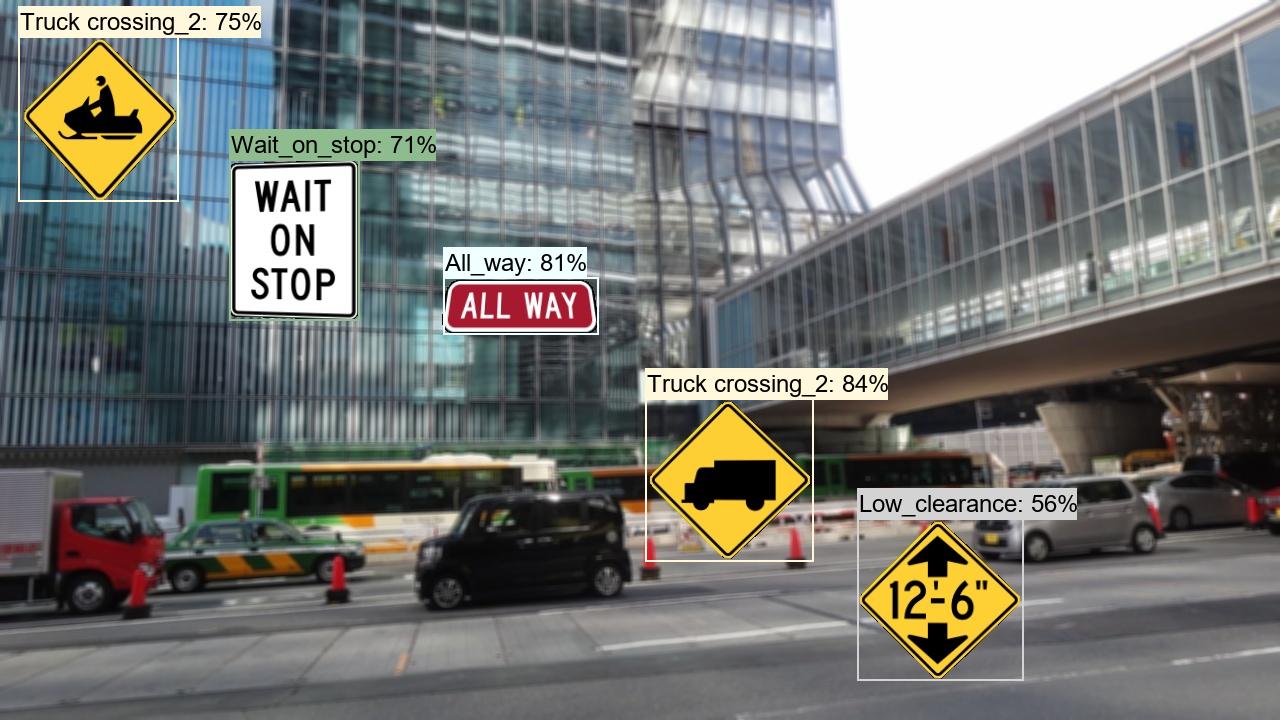 Truck crossing_2: 75%
Wait_on_stop: 71%
WAIT
ON
STOP
All_way: 81%
ALL WAY
Truck crossing_2: 84%
Low_clearance: 56%
12'-6"